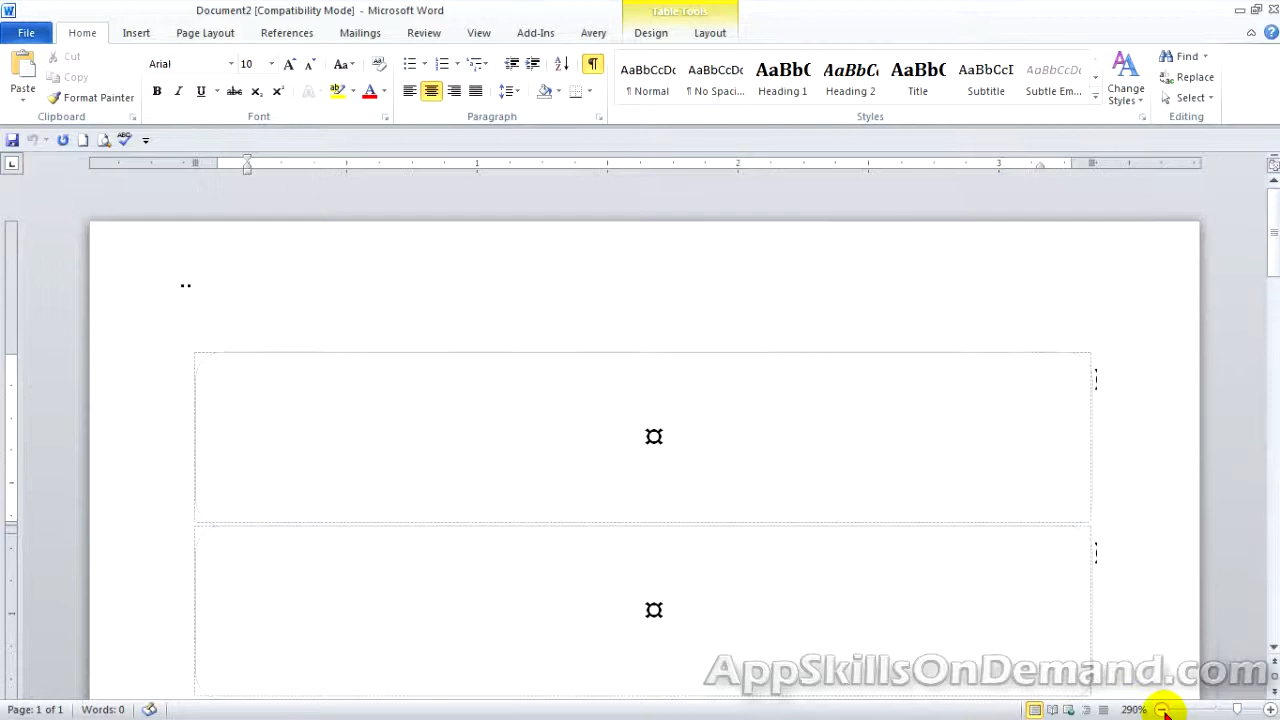 Document2 [Compatibility Mode] - Microsoft Word
Table Tools
File Home Insert Page Layout References Mailings Review View Add-Ins Avery Design Layout
Cut
Copy
Paste
Format Painter
Clipboard
Arial 10
Font
Paragraph
AaBbCcDc AaBbCcDc AaBbC AaBbCc AaBbC AaBbCcI AaBbCcDc
¶ Normal ¶ No Spaci... Heading 1 Heading 2 Title Subtitle Subtle Em...
Change Styles
Styles
Find
Replace
Select
Editing
1 2 3
1
AppSkillsOnDemand.com
Page: 1 of 1 Words: 0 290%